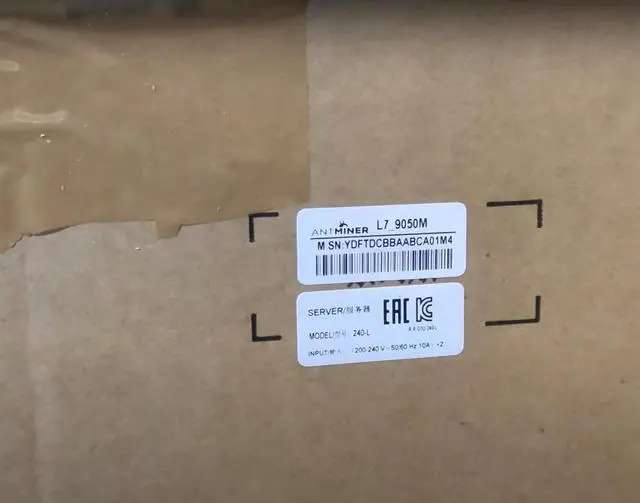 ANTMINER L7_9050M
M SN:YDFTDCBBAABCA01M4
SERVER/服务器
EAC
MODEL/型号: 240-L
INPUT/输入: 200-240 V~ 50/60 Hz 10A